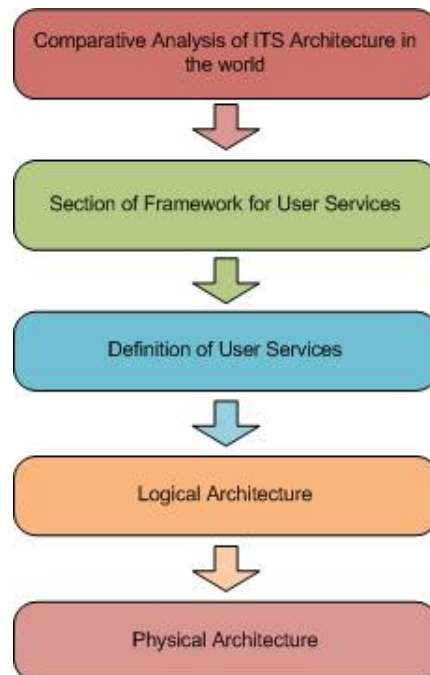 Comparative Analysis of ITS Architecture in
the world
Section of Framework for User Services
Definition of User Services
Logical Architecture
Physical Architecture